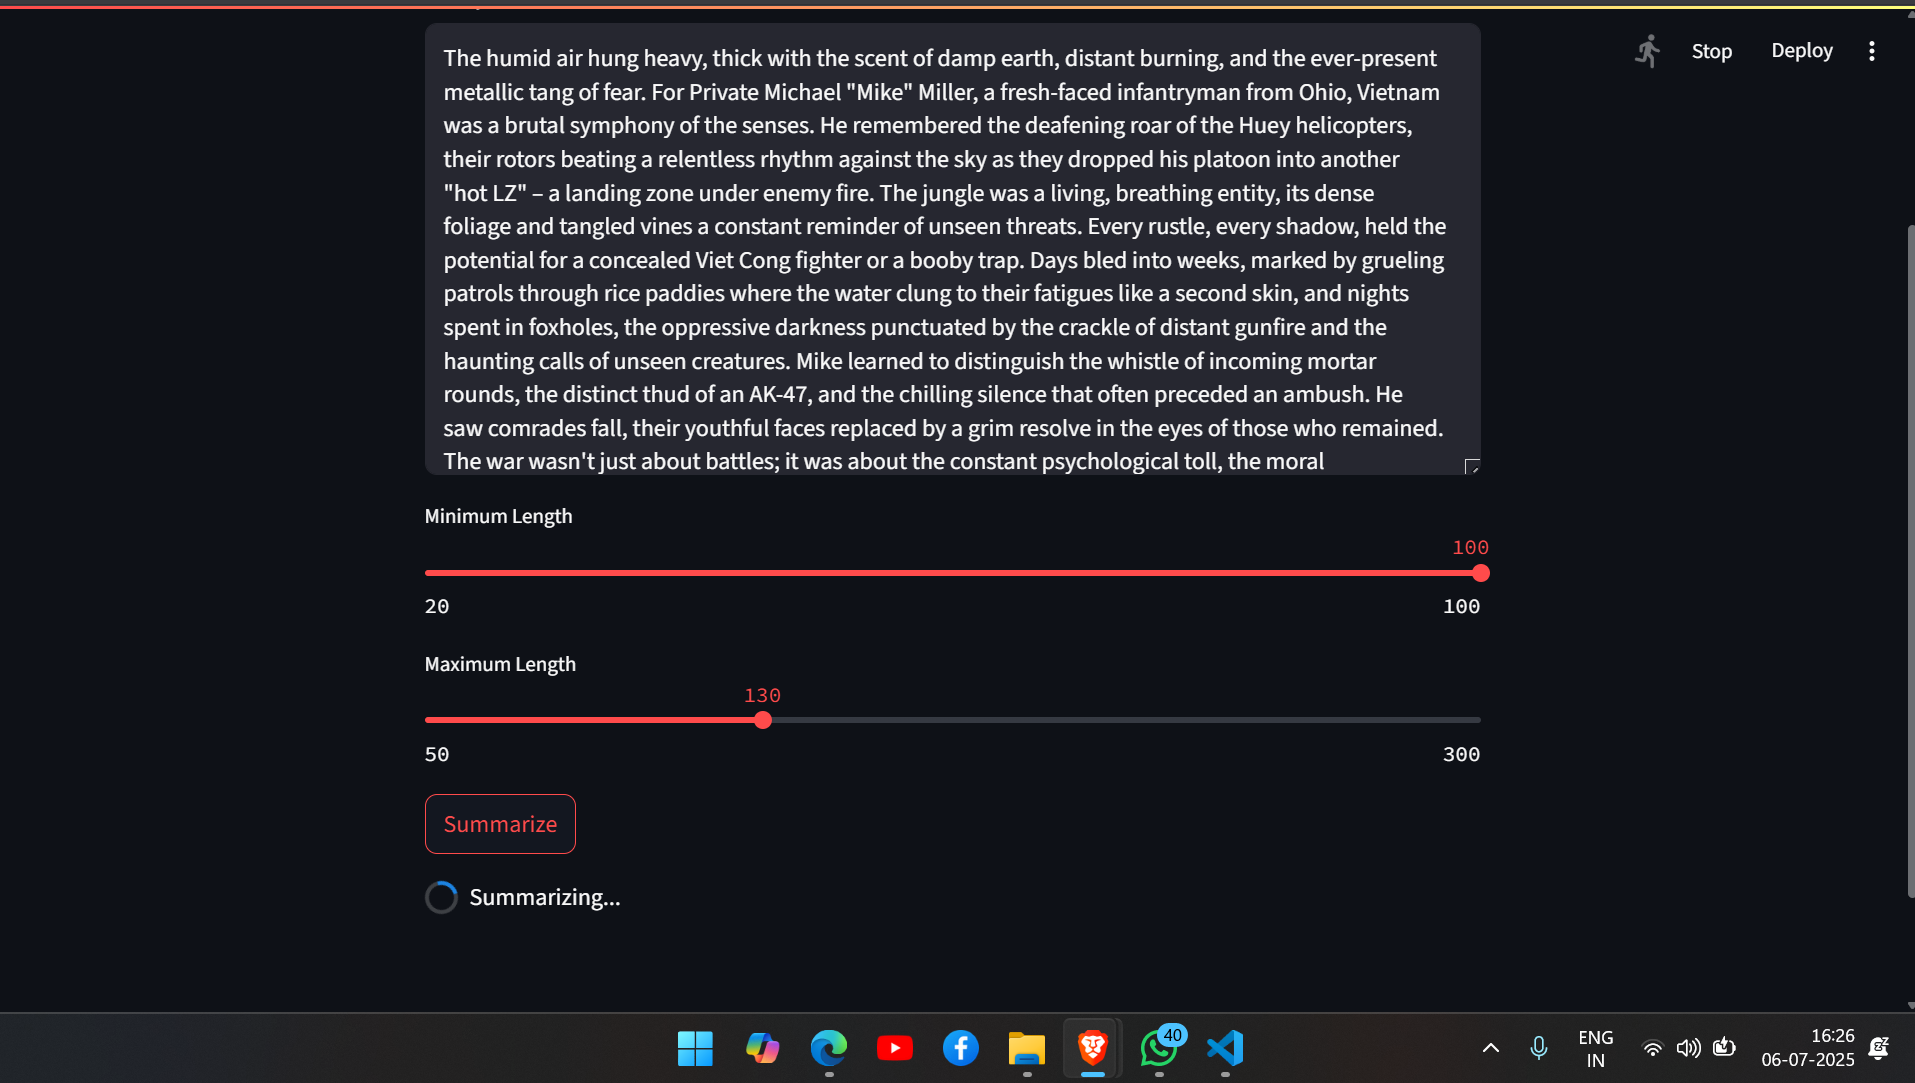 Stop
Deploy
The humid air hung heavy, thick with the scent of damp earth, distant burning, and the ever-present
metallic tang of fear. For Private Michael "Mike" Miller, a fresh-faced infantryman from Ohio, Vietnam
was a brutal symphony of the senses. He remembered the deafening roar of the Huey helicopters,
their rotors beating a relentless rhythm against the sky as they dropped his platoon into another
"hot LZ" – a landing zone under enemy fire. The jungle was a living, breathing entity, its dense
foliage and tangled vines a constant reminder of unseen threats. Every rustle, every shadow, held the
potential for a concealed Viet Cong fighter or a booby trap. Days bled into weeks, marked by grueling
patrols through rice paddies where the water clung to their fatigues like a second skin, and nights
spent in foxholes, the oppressive darkness punctuated by the crackle of distant gunfire and the
haunting calls of unseen creatures. Mike learned to distinguish the whistle of incoming mortar
rounds, the distinct thud of an AK-47, and the chilling silence that often preceded an ambush. He
saw comrades fall, their youthful faces replaced by a grim resolve in the eyes of those who remained.
The war wasn't just about battles; it was about the constant psychological toll, the moral
Minimum Length
100
20
100
Maximum Length
130
50
300
Summarize
Summarizing...
40
ENG
IN
16:26
06-07-2025